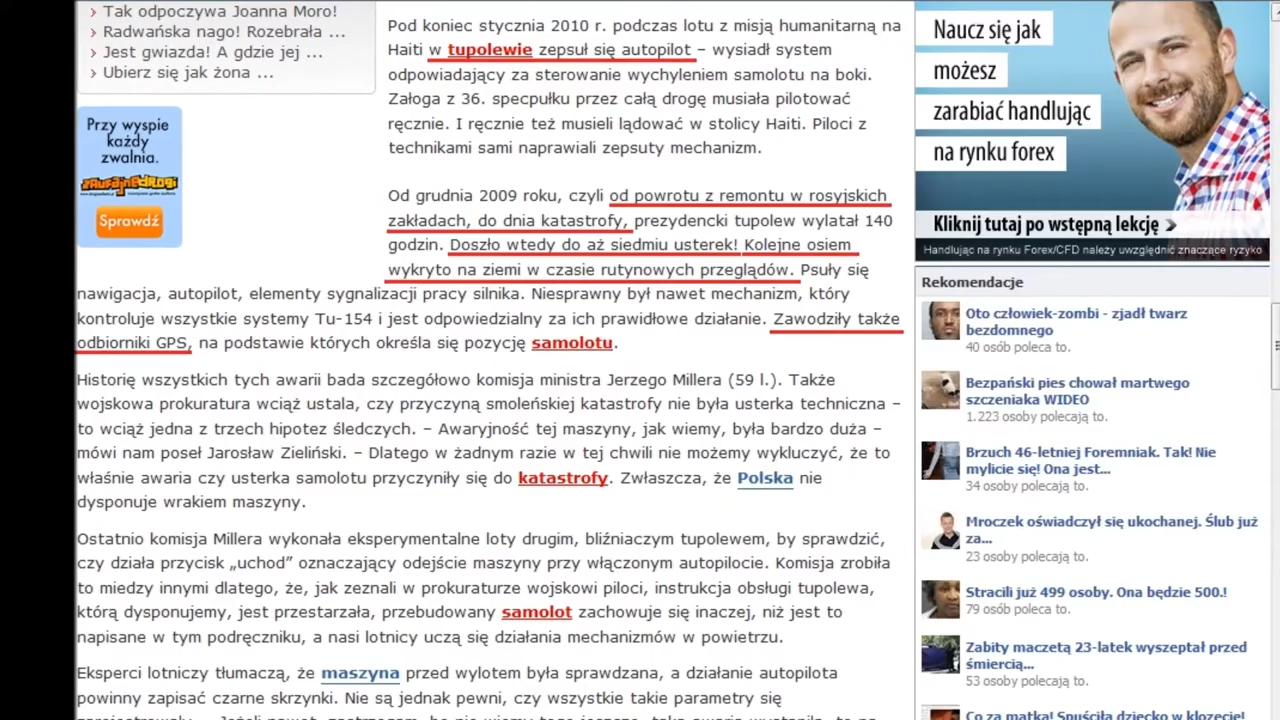 › Tak odpoczywa Joanna Moro!
› Radwańska nago! Rozebrała ...
› Jest gwiazda! A gdzie jej ...
› Ubierz się jak żona ...
Przy wyspie
każdy
zwalnia.
zaufajnedrogi
Sprawdź
Pod koniec stycznia 2010 r. podczas lotu z misją humanitarną na
Haiti w tupolewie zepsuł się autopilot – wysiadł system
odpowiadający za sterowanie wychyleniem samolotu na boki.
Załoga z 36. specpułku przez całą drogę musiała pilotować
ręcznie. I ręcznie też musieli lądować w stolicy Haiti. Piloci z
technikami sami naprawiali zepsuty mechanizm.
Od grudnia 2009 roku, czyli od powrotu z remontu w rosyjskich
zakładach, do dnia katastrofy, prezydencki tupolew wylatał 140
godzin. Doszło wtedy do aż siedmiu usterek! Kolejne osiem
wykryto na ziemi w czasie rutynowych przeglądów. Psuły się
nawigacja, autopilot, elementy sygnalizacji pracy silnika. Niesprawny był nawet mechanizm, który
kontroluje wszystkie systemy Tu-154 i jest odpowiedzialny za ich prawidłowe działanie. Zawodziły także
odbiorniki GPS, na podstawie których określa się pozycję samolotu.
Historię wszystkich tych awarii bada szczegółowo komisja ministra Jerzego Millera (59 l.). Także
wojskowa prokuratura wciąż ustala, czy przyczyną smoleńskiej katastrofy nie była usterka techniczna –
to wciąż jedna z trzech hipotez śledczych. – Awaryjność tej maszyny, jak wiemy, była bardzo duża –
mówi nam poseł Jarosław Zieliński. – Dlatego w żadnym razie w tej chwili nie możemy wykluczyć, że to
właśnie awaria czy usterka samolotu przyczyniły się do katastrofy. Zwłaszcza, że Polska nie
dysponuje wrakiem maszyny.
Ostatnio komisja Millera wykonała eksperymentalne loty drugim, bliźniaczym tupolewem, by sprawdzić,
czy działa przycisk „uchod” oznaczający odejście maszyny przy włączonym autopilocie. Komisja zrobiła
to miedzy innymi dlatego, że, jak zeznali w prokuraturze wojskowi piloci, instrukcja obsługi tupolewa,
którą dysponujemy, jest przestarzała, przebudowany samolot zachowuje się inaczej, niż jest to
napisane w tym podręczniku, a nasi lotnicy uczą się działania mechanizmów w powietrzu.
Eksperci lotniczy tłumaczą, że maszyna przed wylotem była sprawdzana, a działanie autopilota
powinny zapisać czarne skrzynki. Nie są jednak pewni, czy wszystkie takie parametry się
Naucz się jak
możesz
zarabiać handlując
na rynku forex
Kliknij tutaj po wstępną lekcję ›
Handlując na rynku Forex/CFD należy uwzględnić znaczące ryzyko
Rekomendacje
Oto człowiek-zombi - zjadł twarz
bezdomnego
40 osób poleca to.
Bezpański pies chował martwego
szczeniaka WIDEO
1.223 osoby polecają to.
Brzuch 46-letniej Foremniak. Tak! Nie
mylicie się! Ona jest...
34 osoby polecają to.
Mroczek oświadczył się ukochanej. Ślub już
za...
23 osoby polecają to.
Stracili już 499 osoby. Ona będzie 500.!
79 osób poleca to.
Zabity maczetą 23-latek wyszeptał przed
śmiercią...
53 osoby polecają to.
Co za matka! Spuściła dziecko w klozecie!